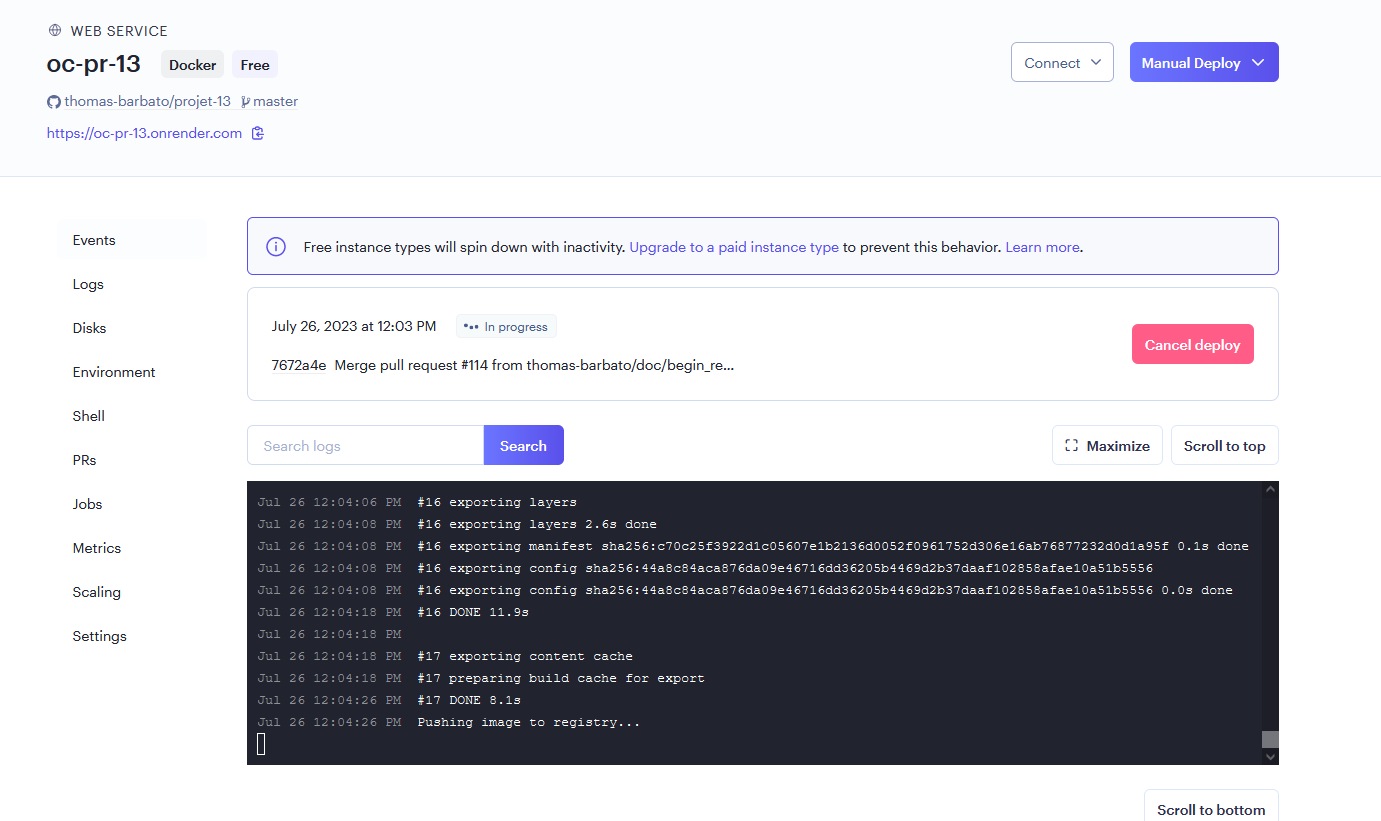 WEB SERVICE
oc-pr-13 Docker Free
Connect Manual Deploy
thomas-barbato/projet-13 master
https://oc-pr-13.onrender.com
Events
Logs
Disks
Environment
Shell
PRs
Jobs
Metrics
Scaling
Settings
Free instance types will spin down with inactivity. Upgrade to a paid instance type to prevent this behavior. Learn more.
July 26, 2023 at 12:03 PM In progress
7672a4e Merge pull request #114 from thomas-barbato/doc/begin_re...
Cancel deploy
Search logs Search Maximize Scroll to top
Jul 26 12:04:06 PM #16 exporting layers
Jul 26 12:04:08 PM #16 exporting layers 2.6s done
Jul 26 12:04:08 PM #16 exporting manifest sha256:c70c25f3922d1c05607e1b2136d0052f0961752d306e16ab76877232d0d1a95f 0.1s done
Jul 26 12:04:08 PM #16 exporting config sha256:44a8c84aca876da09e46716dd36205b4469d2b37daaf102858afae10a51b5556
Jul 26 12:04:08 PM #16 exporting config sha256:44a8c84aca876da09e46716dd36205b4469d2b37daaf102858afae10a51b5556 0.0s done
Jul 26 12:04:18 PM #16 DONE 11.9s
Jul 26 12:04:18 PM
Jul 26 12:04:18 PM #17 exporting content cache
Jul 26 12:04:18 PM #17 preparing build cache for export
Jul 26 12:04:26 PM #17 DONE 8.1s
Jul 26 12:04:26 PM Pushing image to registry...
Scroll to bottom